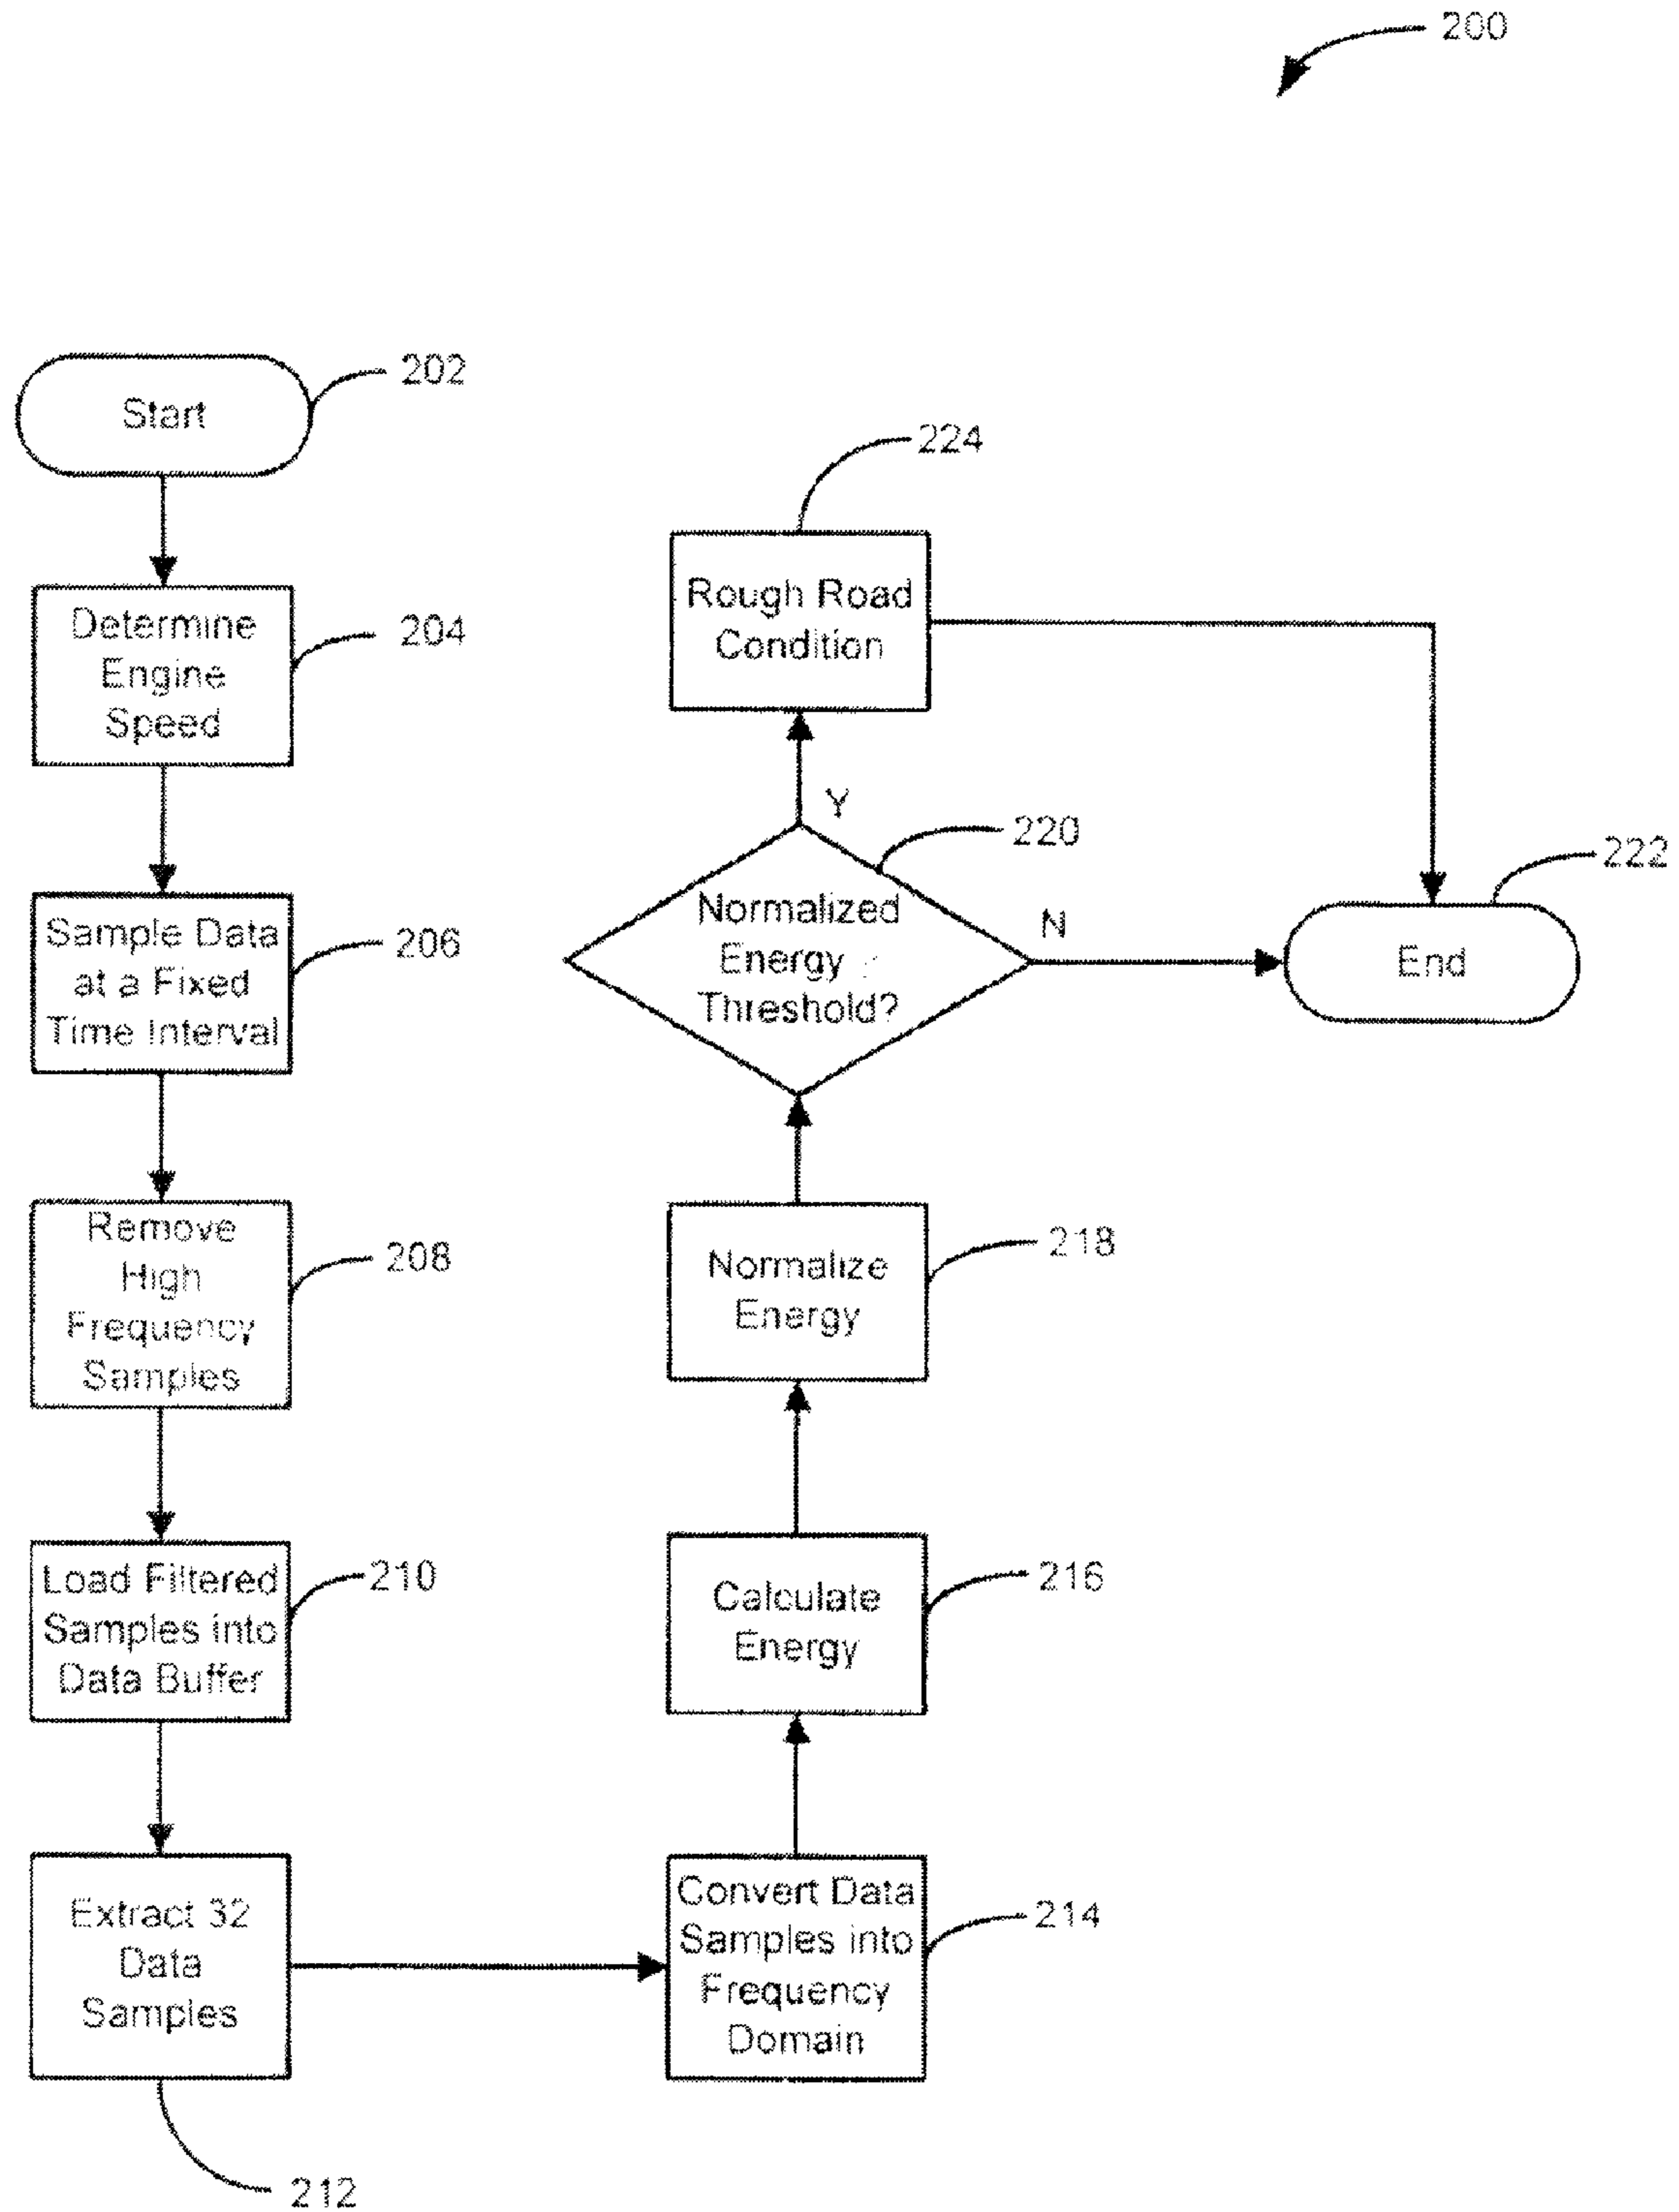 200
Start
202
Determine
Engine
Speed
204
Sample Data
at a Fixed
Time Interval
206
Remove
High
Frequency
Samples
208
Load Filtered
Samples into
Data Buffer
210
Extract 32
Data
Samples
212
Convert Data
Samples into
Frequency
Domain
214
Calculate
Energy
216
Normalize
Energy
218
Normalized
Energy
Threshold?
220
Y
N
Rough Road
Condition
224
End
222